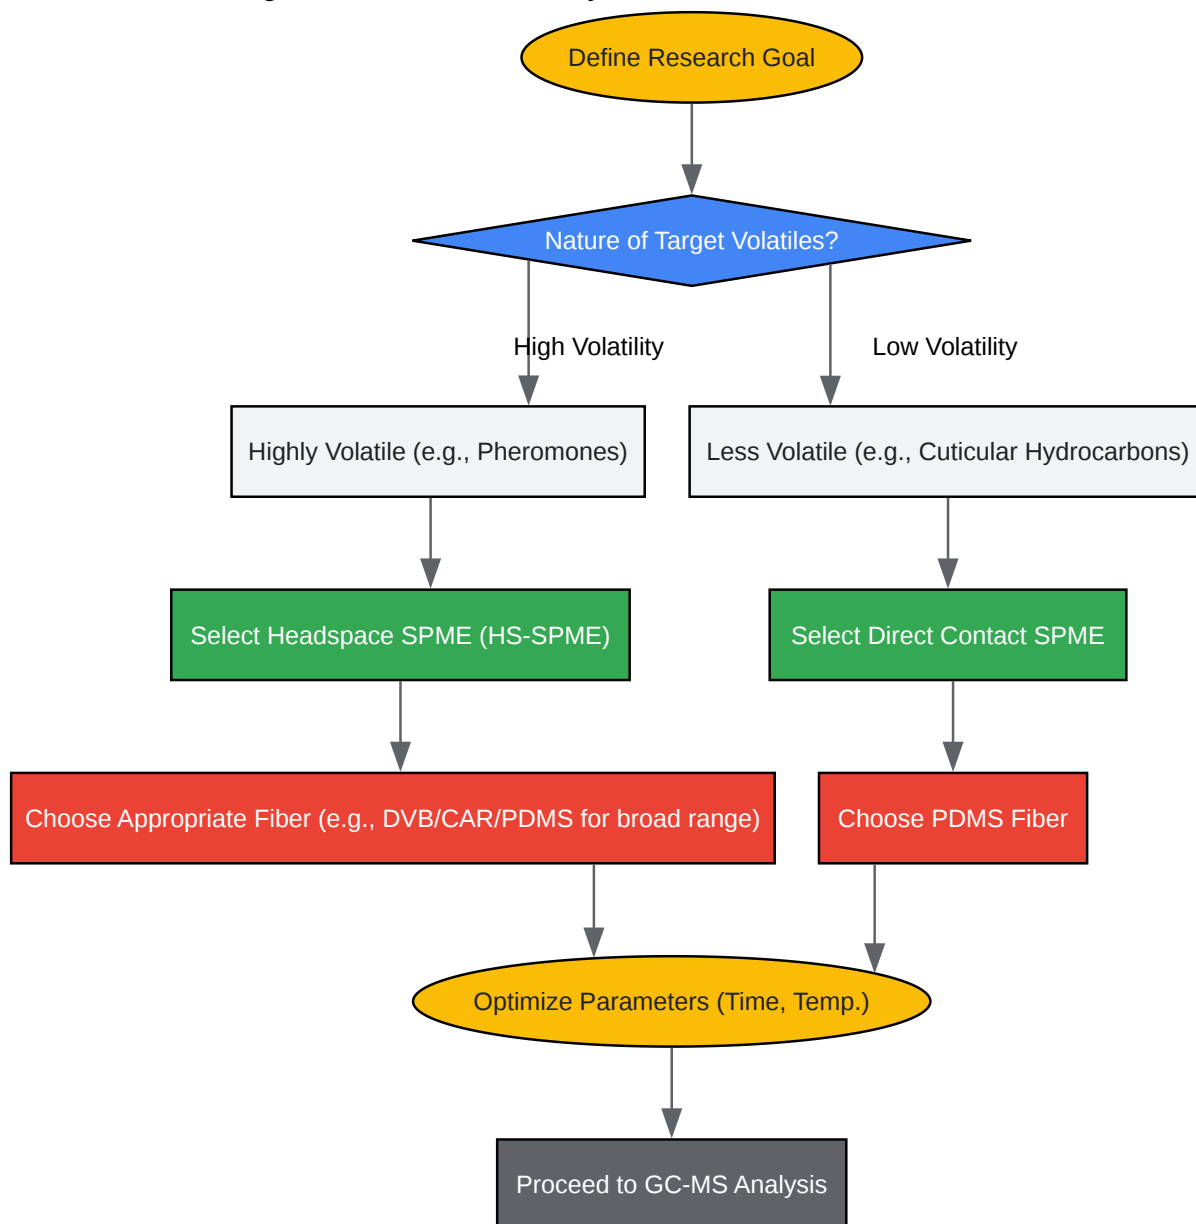 Define Research Goal
Nature of Target Volatiles?
High Volatility
Low Volatility
Highly Volatile (e.g., Pheromones)
Less Volatile (e.g., Cuticular Hydrocarbons)
Select Headspace SPME (HS-SPME)
Select Direct Contact SPME
Choose Appropriate Fiber (e.g., DVB/CAR/PDMS for broad range)
Choose PDMS Fiber
Optimize Parameters (Time, Temp.)
Proceed to GC-MS Analysis